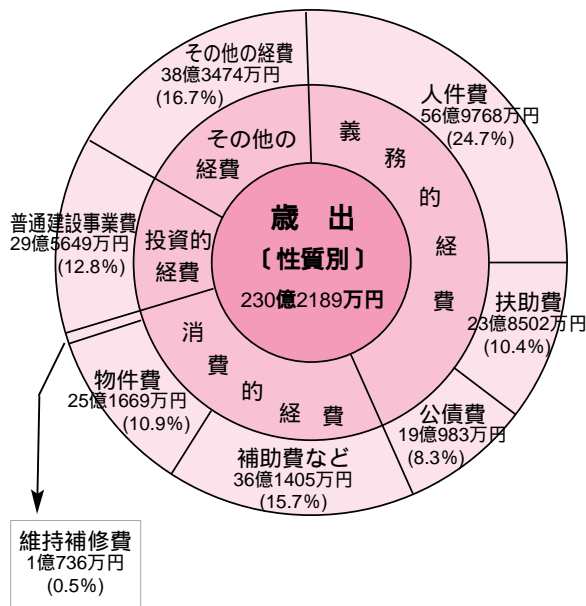 歳 出
〔性質別〕
230億2189万円
義務的経費
人件費
56億9768万円
(24.7%)
扶助費
23億8502万円
(10.4%)
公債費
19億983万円
(8.3%)
消費的経費
補助費など
36億1405万円
(15.7%)
物件費
25億1669万円
(10.9%)
維持補修費
1億736万円
(0.5%)
投資的
経費
普通建設事業費
29億5649万円
(12.8%)
その他の
経費
その他の経費
38億3474万円
(16.7%)